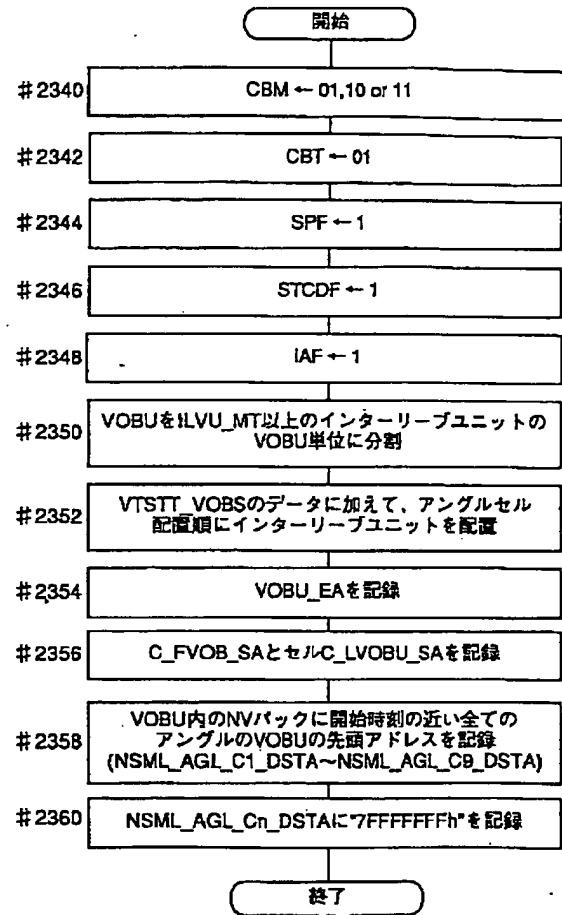 開始
#2340 CBM ← 01,10 or 11
#2342 CBT ← 01
#2344 SPF ← 1
#2346 STCDF ← 1
#2348 IAF ← 1
#2350 VOBUをILVU_MT以上のインターリーブユニットの
VOBU単位に分割
#2352 VTSTT_VOBSのデータに加えて、アングルセル
配置順にインターリーブユニットを配置
#2354 VOBU_EAを記録
#2356 C_FVOB_SAとセルC_LVOBU_SAを記録
#2358 VOBU内のNVパックに開始時刻の近い全ての
アングルのVOBUの先頭アドレスを記録
(NSML_AGL_C1_DSTA～NSML_AGL_C9_DSTA)
#2360 NSML_AGL_Cn_DSTAに"7FFFFFFFh"を記録
終了